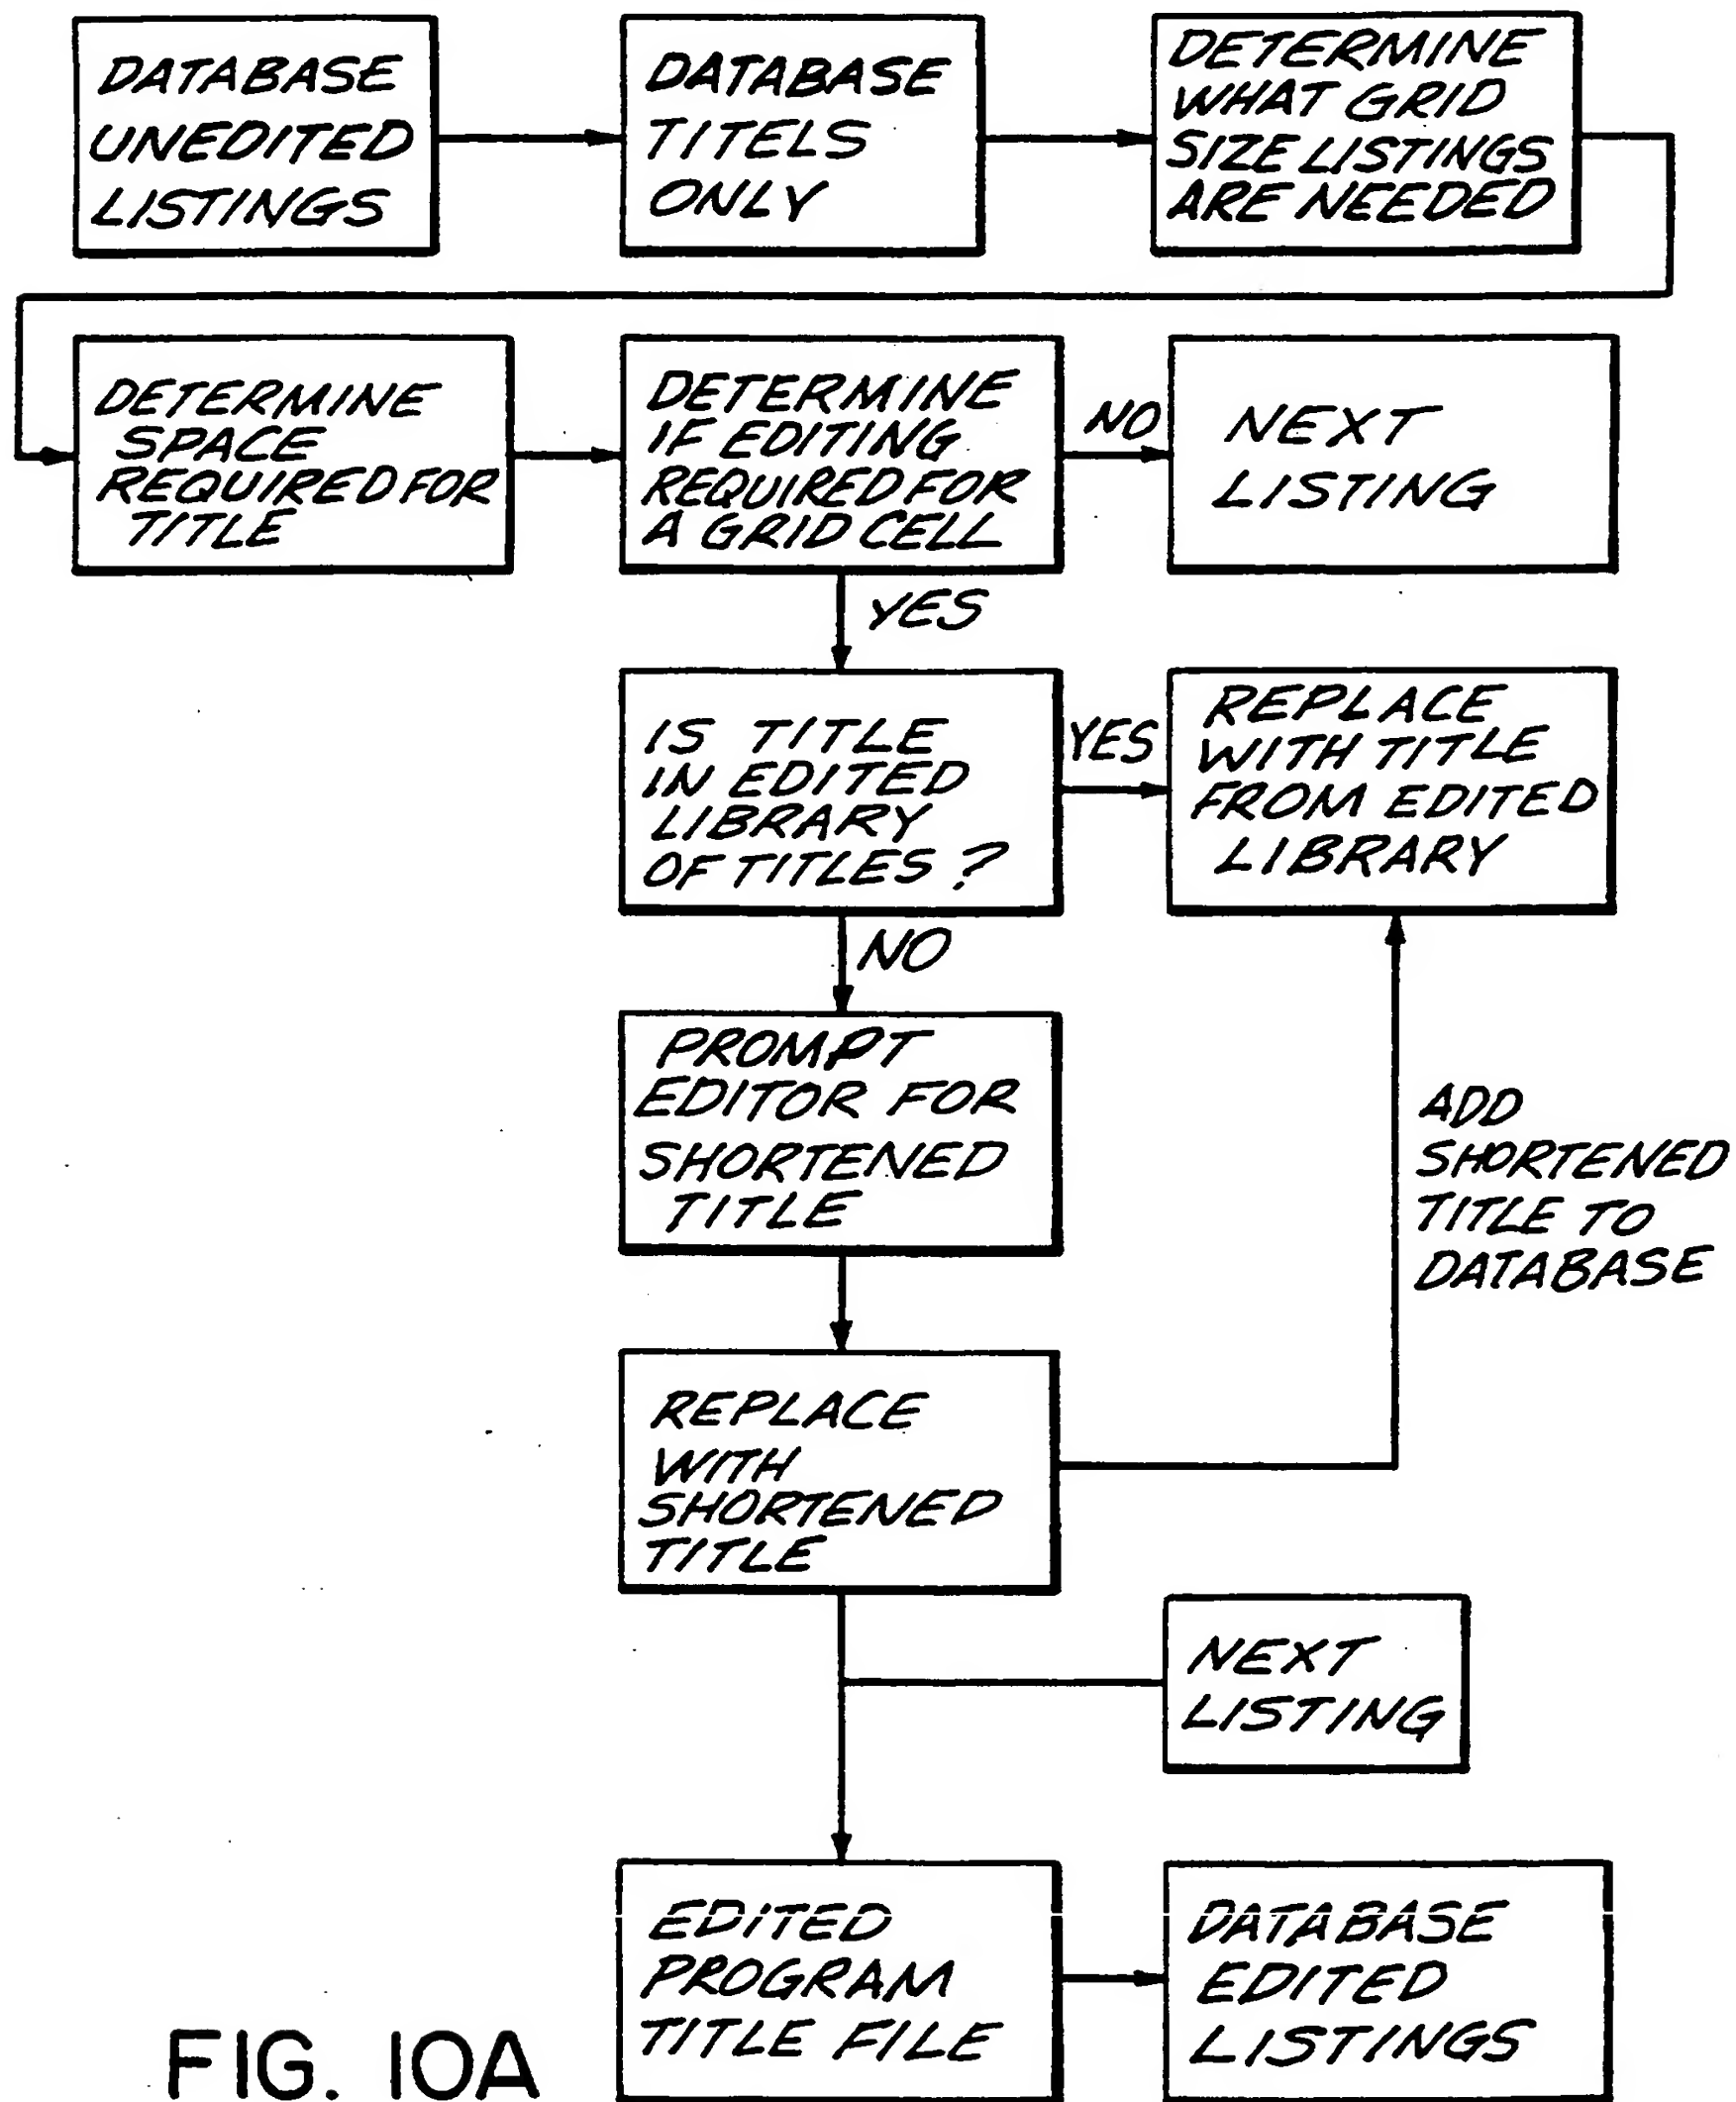 DATABASE
UNEDITED
LISTINGS
DATABASE
TITELS
ONLY
DETERMINE
WHAT GRID
SIZE LISTINGS
ARE NEEDED
DETERMINE
SPACE
REQUIRED FOR
TITLE
DETERMINE
IF EDITING
REQUIRED FOR
A GRID CELL
NO
NEXT
LISTING
YES
IS TITLE
IN EDITED
LIBRARY
OF TITLES?
YES
REPLACE
WITH TITLE
FROM EDITED
LIBRARY
NO
PROMPT
EDITOR FOR
SHORTENED
TITLE
ADD
SHORTENED
TITLE TO
DATABASE
REPLACE
WITH
SHORTENED
TITLE
NEXT
LISTING
EDITED
PROGRAM
TITLE FILE
DATABASE
EDITED
LISTINGS
FIG. 10A